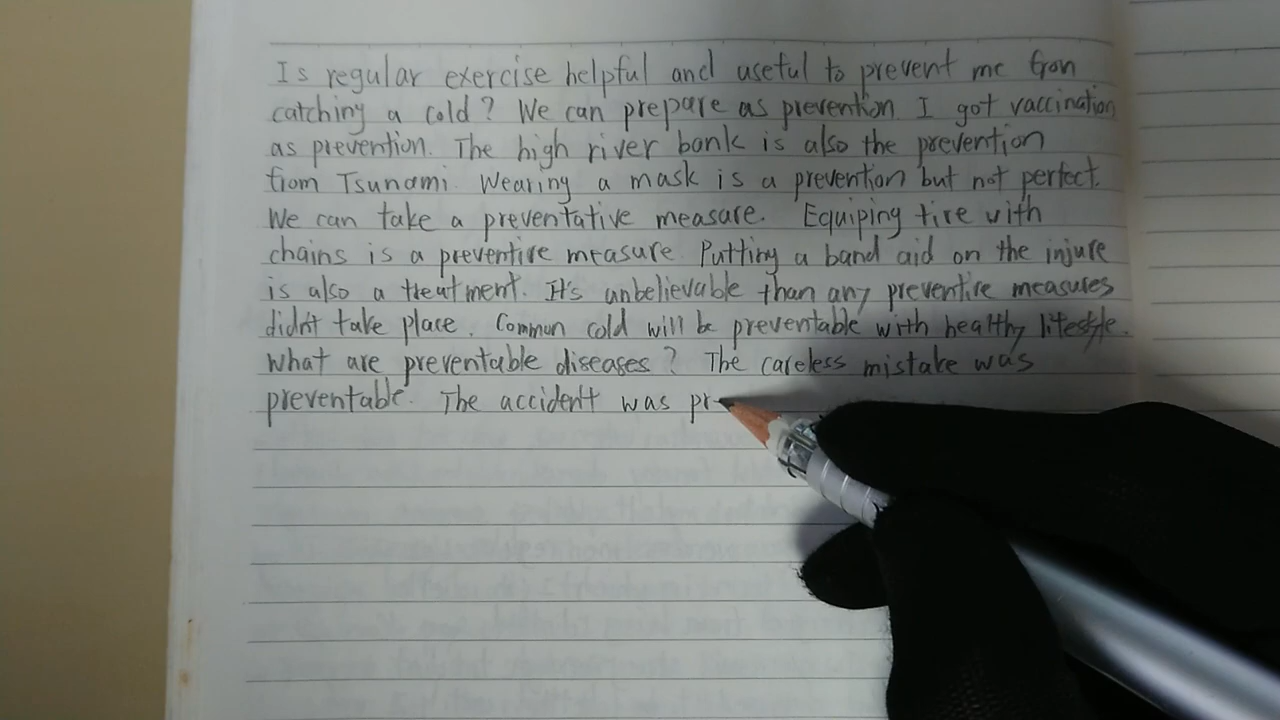 Is regular exercise helpful and useful to prevent me from
catching a cold? We can prepare as prevention. I got vaccination
as prevention. The high river bank is also the prevention
from Tsunami. Wearing a mask is a prevention but not perfect.
We can take a preventative measure. Equiping tire with
chains is a preventive measure. Putting a band aid on the injure
is also a treatment. It's unbelievable than any preventive measures
didn't take place. Common cold will be preventable with healthy lifestyle.
What are preventable diseases? The careless mistake was
preventable. The accident was pr